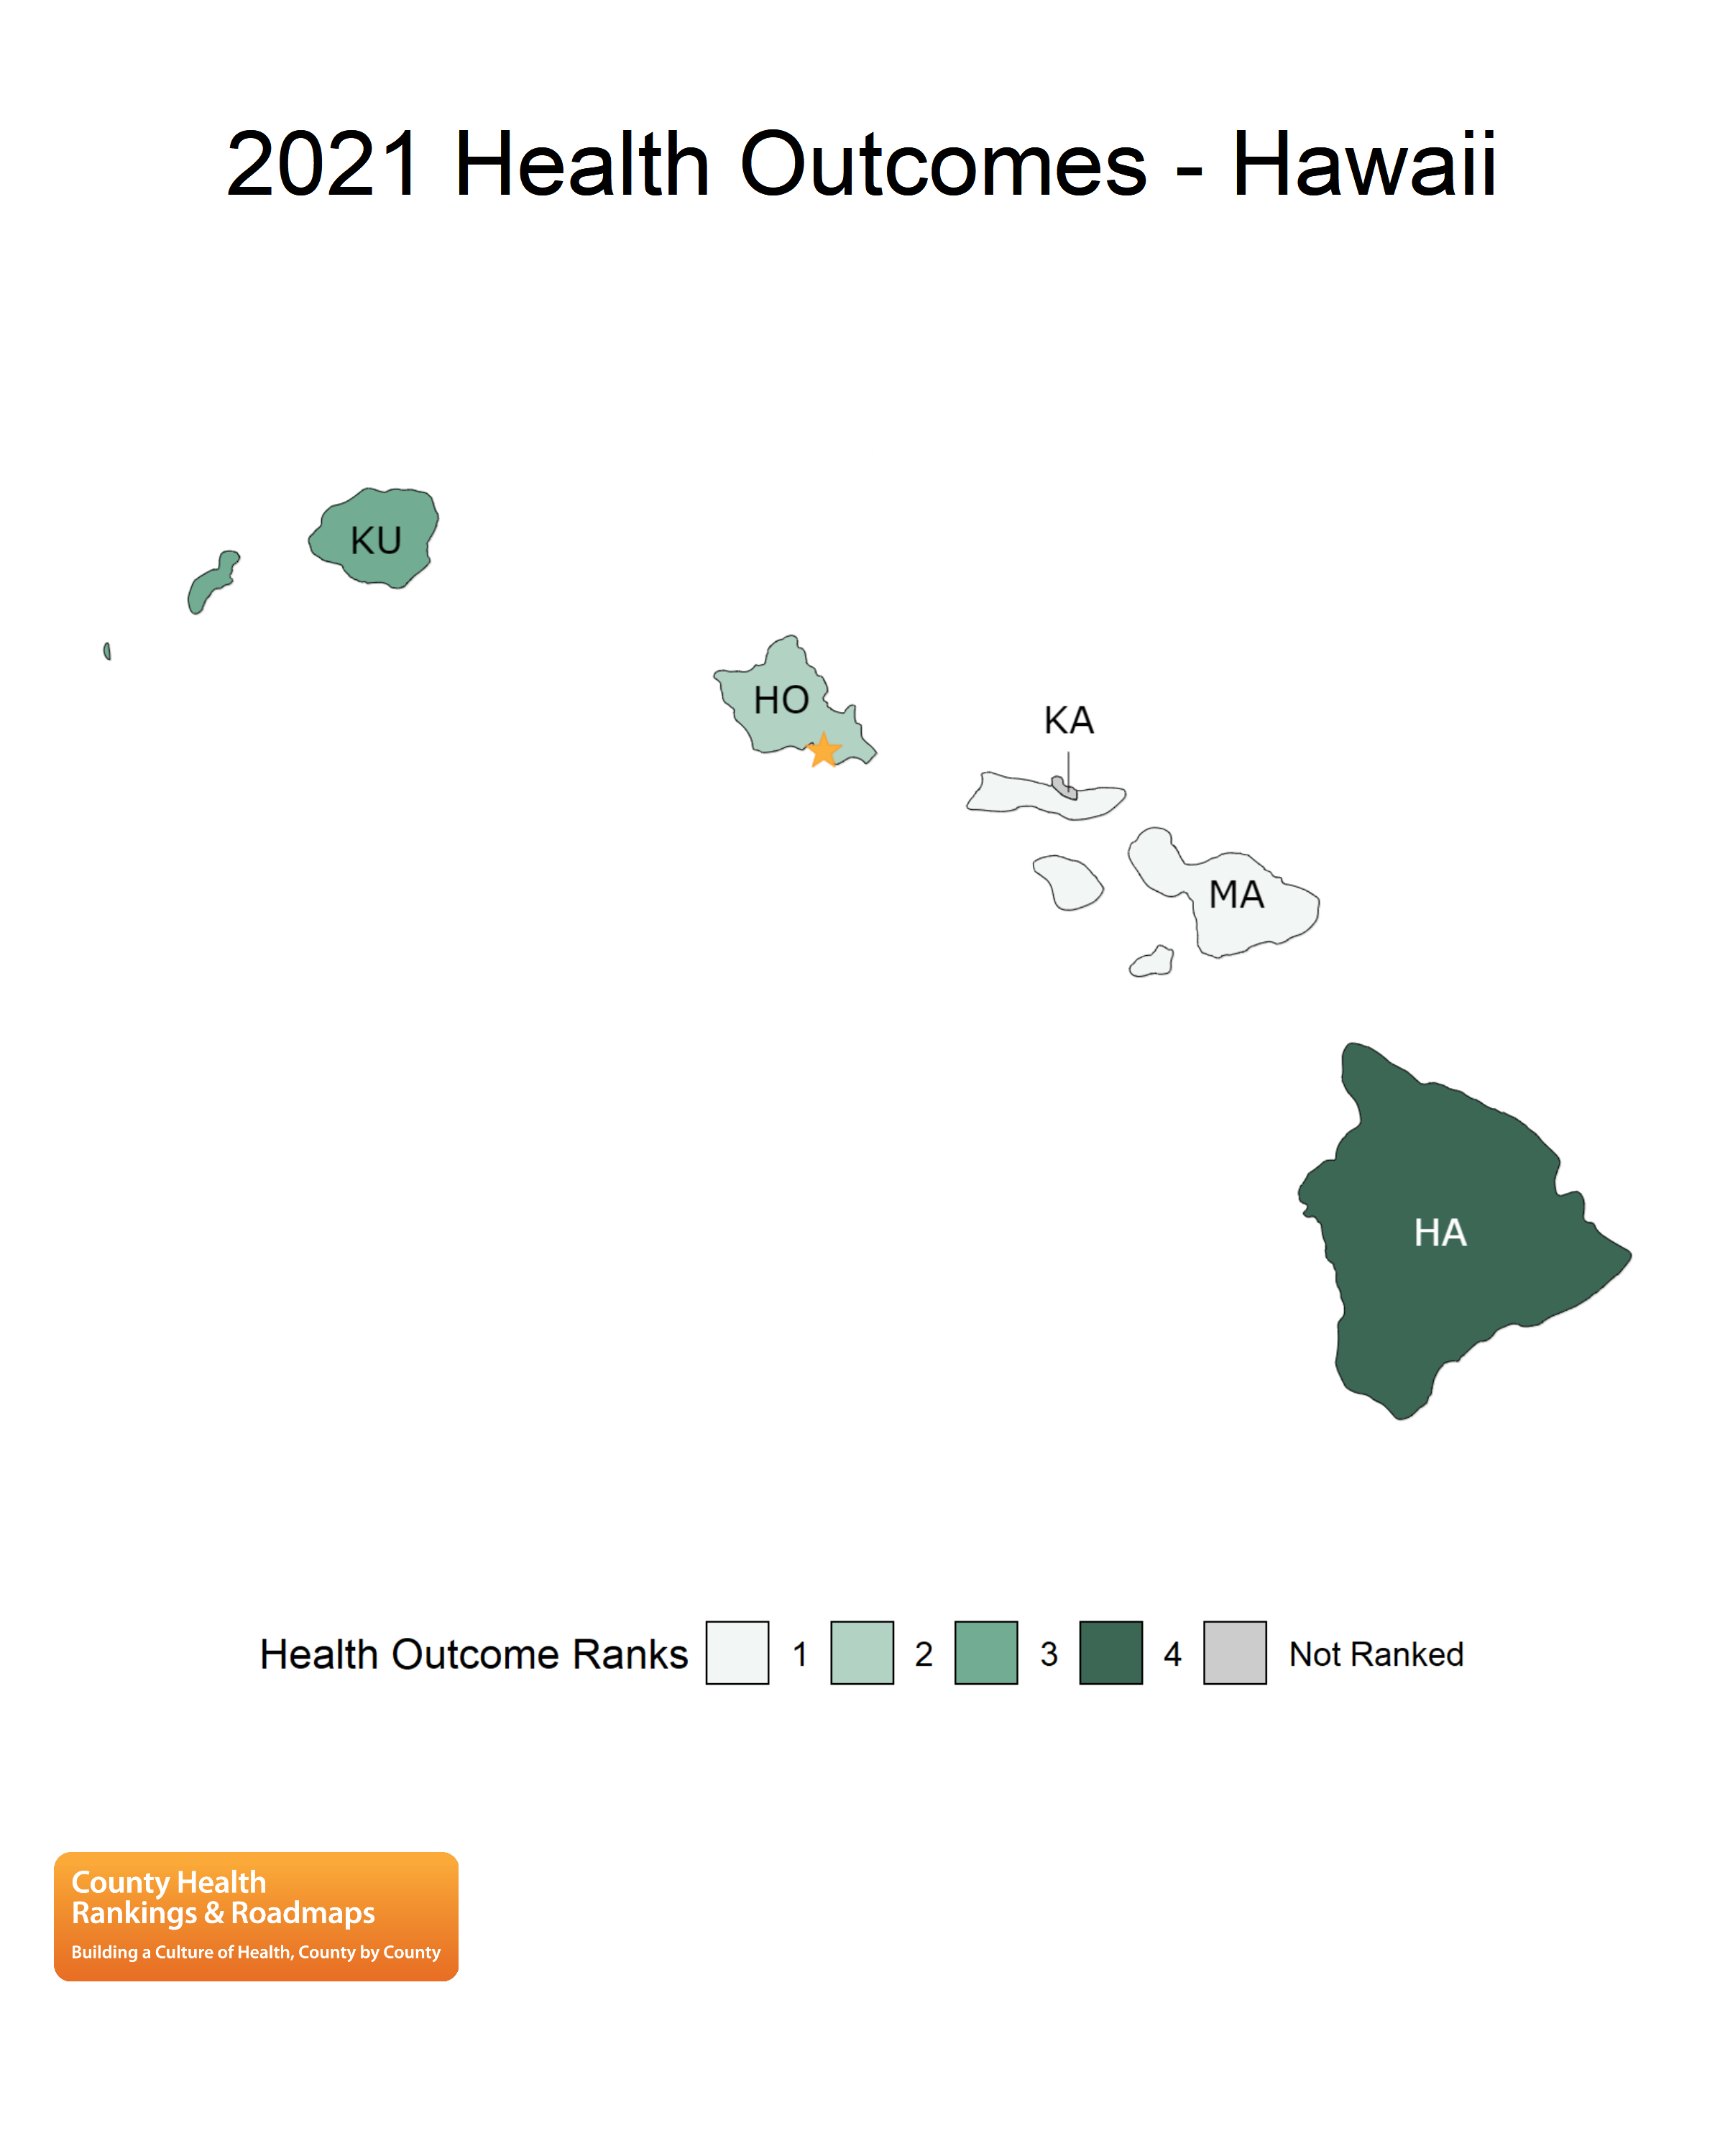 2021 Health Outcomes - Hawaii
KU
HO
KA
MA
HA
Health Outcome Ranks 1 2 3 4 Not Ranked
County Health
Rankings & Roadmaps
Building a Culture of Health, County by County